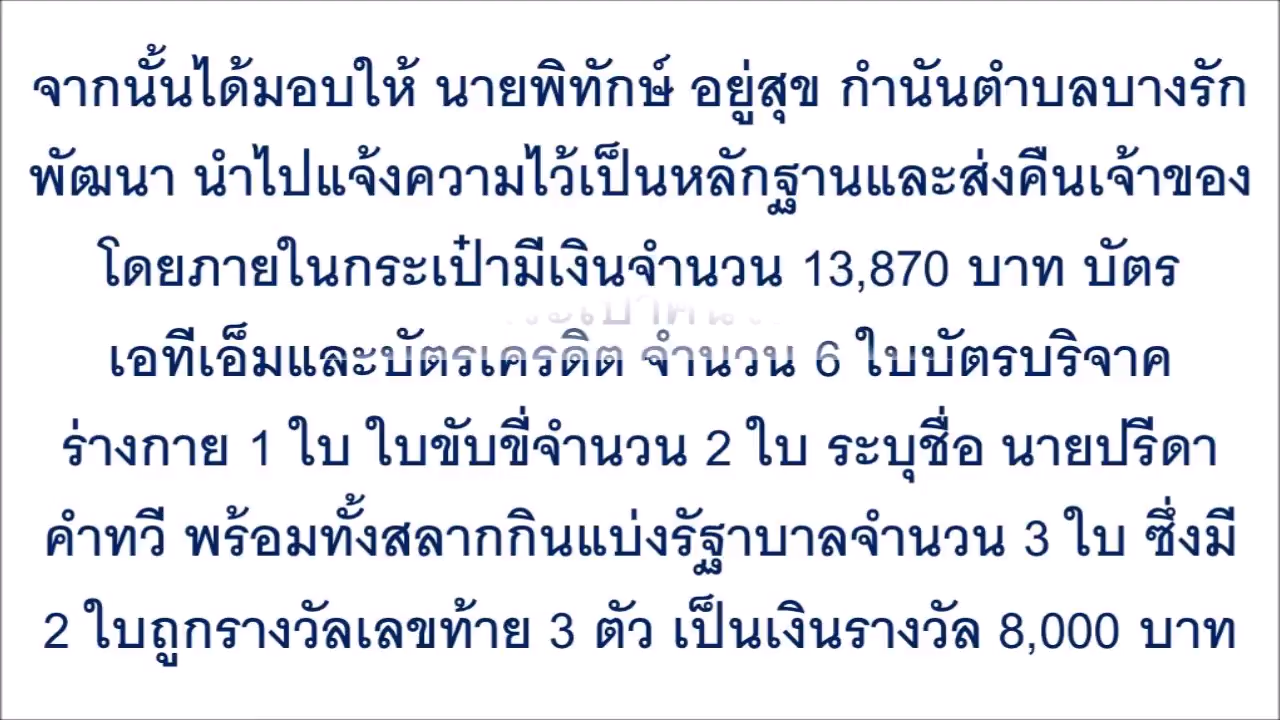 จากนั้นได้มอบให้ นายพิทักษ์ อยู่สุข กำนันตำบลบางรัก
พัฒนา นำไปแจ้งความไว้เป็นหลักฐานและส่งคืนเจ้าของ
โดยภายในกระเป๋ามีเงินจำนวน 13,870 บาท บัตร
เอทีเอ็มและบัตรเครดิต จำนวน 6 ใบบัตรบริจาค
ร่างกาย 1 ใบ ใบขับขี่จำนวน 2 ใบ ระบุชื่อ นายปรีดา
คำทวี พร้อมทั้งสลากกินแบ่งรัฐาบาลจำนวน 3 ใบ ซึ่งมี
2 ใบถูกรางวัลเลขท้าย 3 ตัว เป็นเงินรางวัล 8,000 บาท